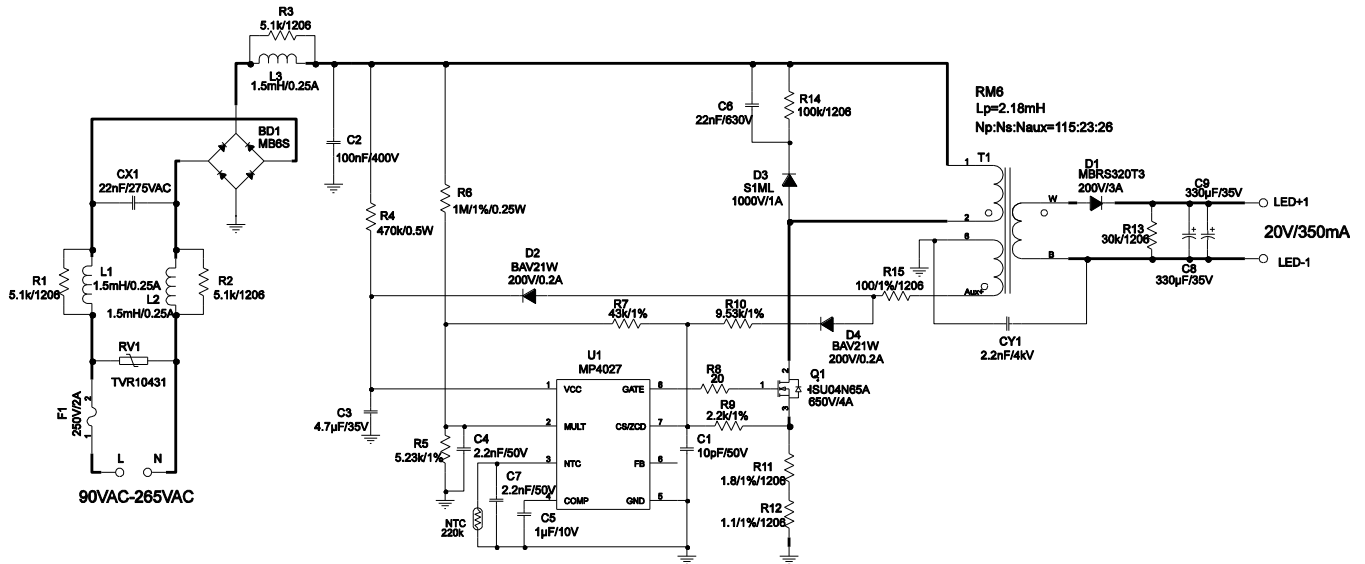 R3
5.1k/1206
L3
1.5mH/0.25A
BD1
MB6S
CX1
22nF/275VAC
C2
100nF/400V
R4
470k/0.5W
R6
1M/1%/0.25W
C6
22nF/630V
R14
100k/1206
D3
S1ML
1000V/1A
RM6
Lp=2.18mH
Np:Ns:Naux=115:23:26
T1
1
2
6
Aux+
W
B
D1
MBRS320T3
200V/3A
R13
30k/1206
C9
330µF/35V
C8
330µF/35V
LED+1
20V/350mA
LED-1
R1
5.1k/1206
L1
1.5mH/0.25A
L2
1.5mH/0.25A
R2
5.1k/1206
D2
BAV21W
200V/0.2A
R15
100/1%/1206
R7
43k/1%
R10
9.53k/1%
D4
BAV21W
200V/0.2A
CY1
2.2nF/4kV
RV1
TVR10431
F1
250V/2A
2
1
L N
90VAC-265VAC
C3
4.7µF/35V
R5
5.23k/1%
C4
2.2nF/50V
C7
2.2nF/50V
NTC
220k
C5
1µF/10V
U1
MP4027
1 VCC GATE 8
2 MULT CS/ZCD 7
3 NTC FB 6
4 COMP GND 5
R8
20
R9
2.2k/1%
C1
10pF/50V
Q1
ISU04N65A
650V/4A
2
1
3
R11
1.8/1%/1206
R12
1.1/1%/1206